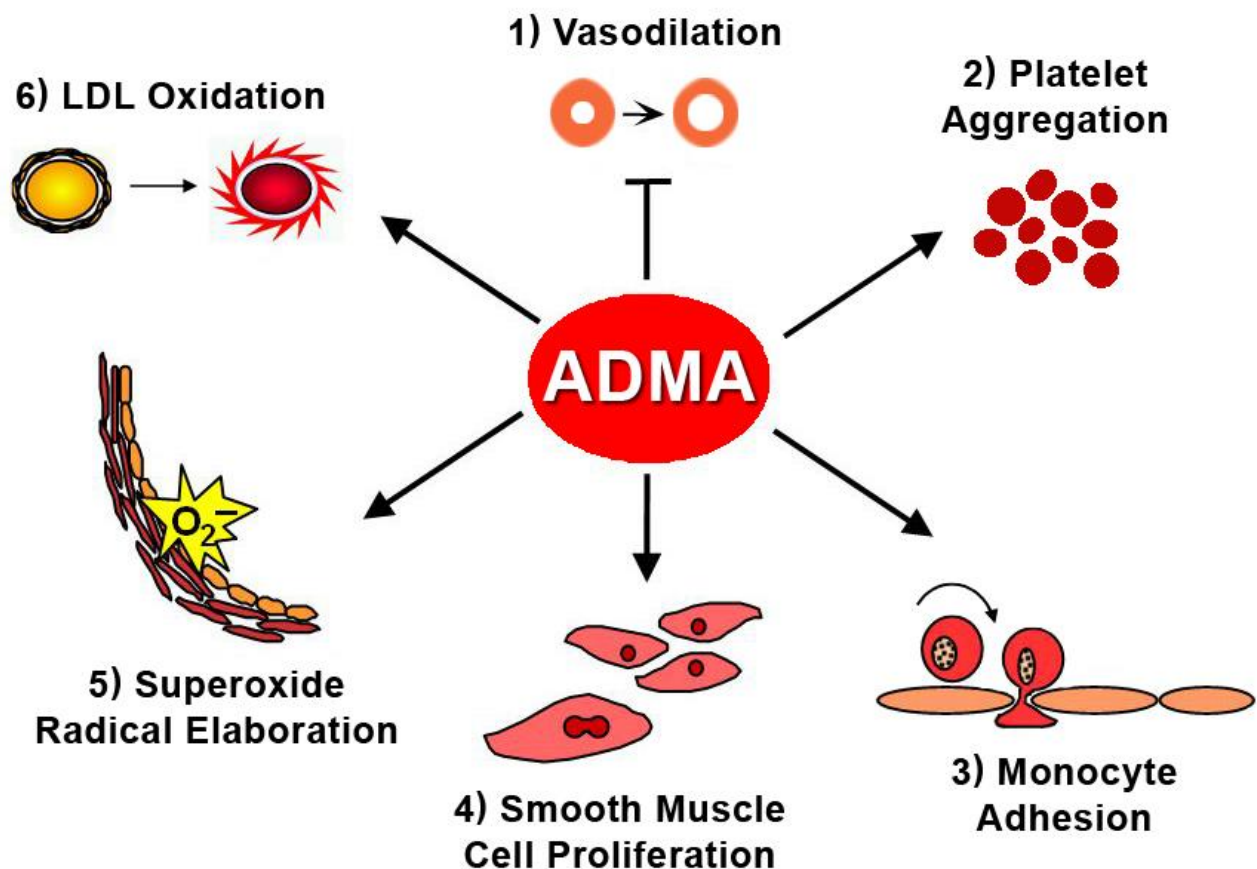 1) Vasodilation
2) Platelet
Aggregation
3) Monocyte
Adhesion
4) Smooth Muscle
Cell Proliferation
5) Superoxide
Radical Elaboration
6) LDL Oxidation
ADMA
O₂⁻